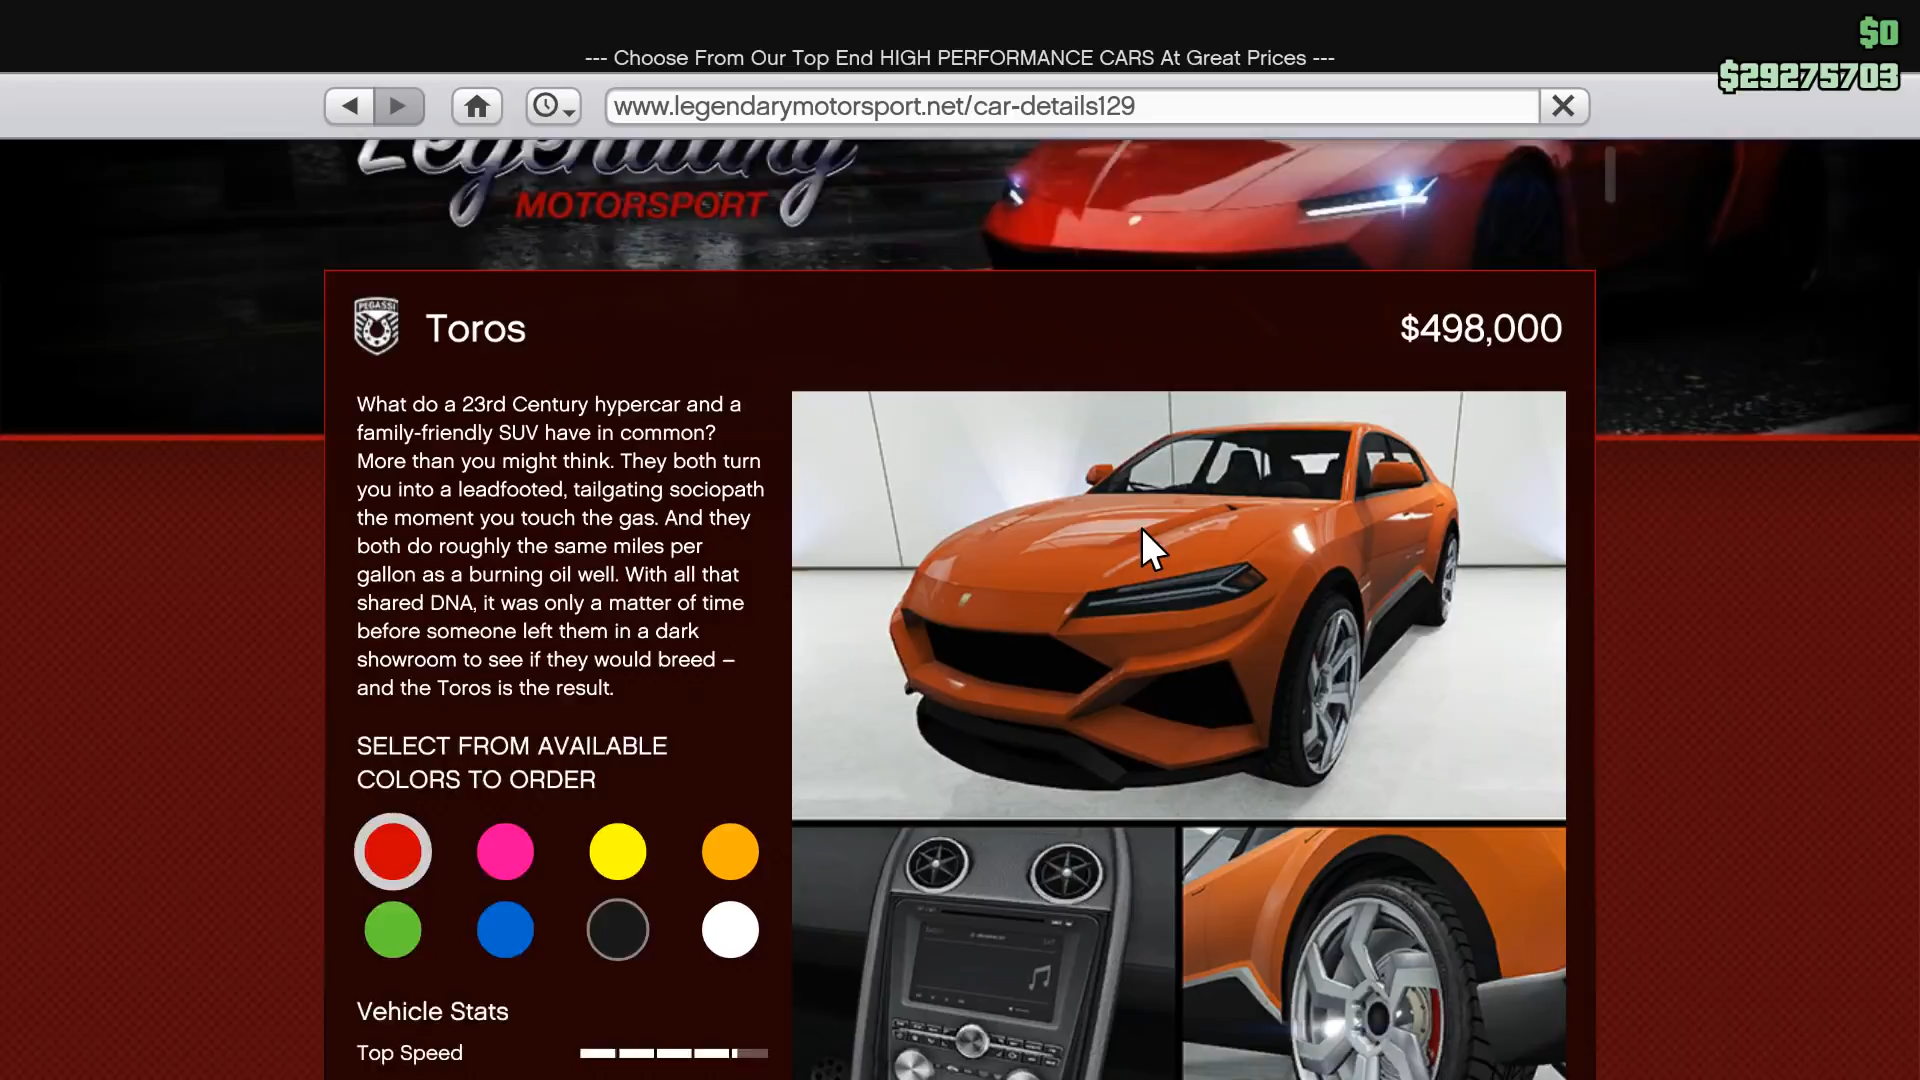 $0
--- Choose From Our Top End HIGH PERFORMANCE CARS At Great Prices ---
$29275703
www.legendarymotorsport.net/car-details129
Legendary
MOTORSPORT
PEGASSI
Toros
$498,000
What do a 23rd Century hypercar and a
family-friendly SUV have in common?
More than you might think. They both turn
you into a leadfooted, tailgating sociopath
the moment you touch the gas. And they
both do roughly the same miles per
gallon as a burning oil well. With all that
shared DNA, it was only a matter of time
before someone left them in a dark
showroom to see if they would breed –
and the Toros is the result.
SELECT FROM AVAILABLE
COLORS TO ORDER
Vehicle Stats
Top Speed